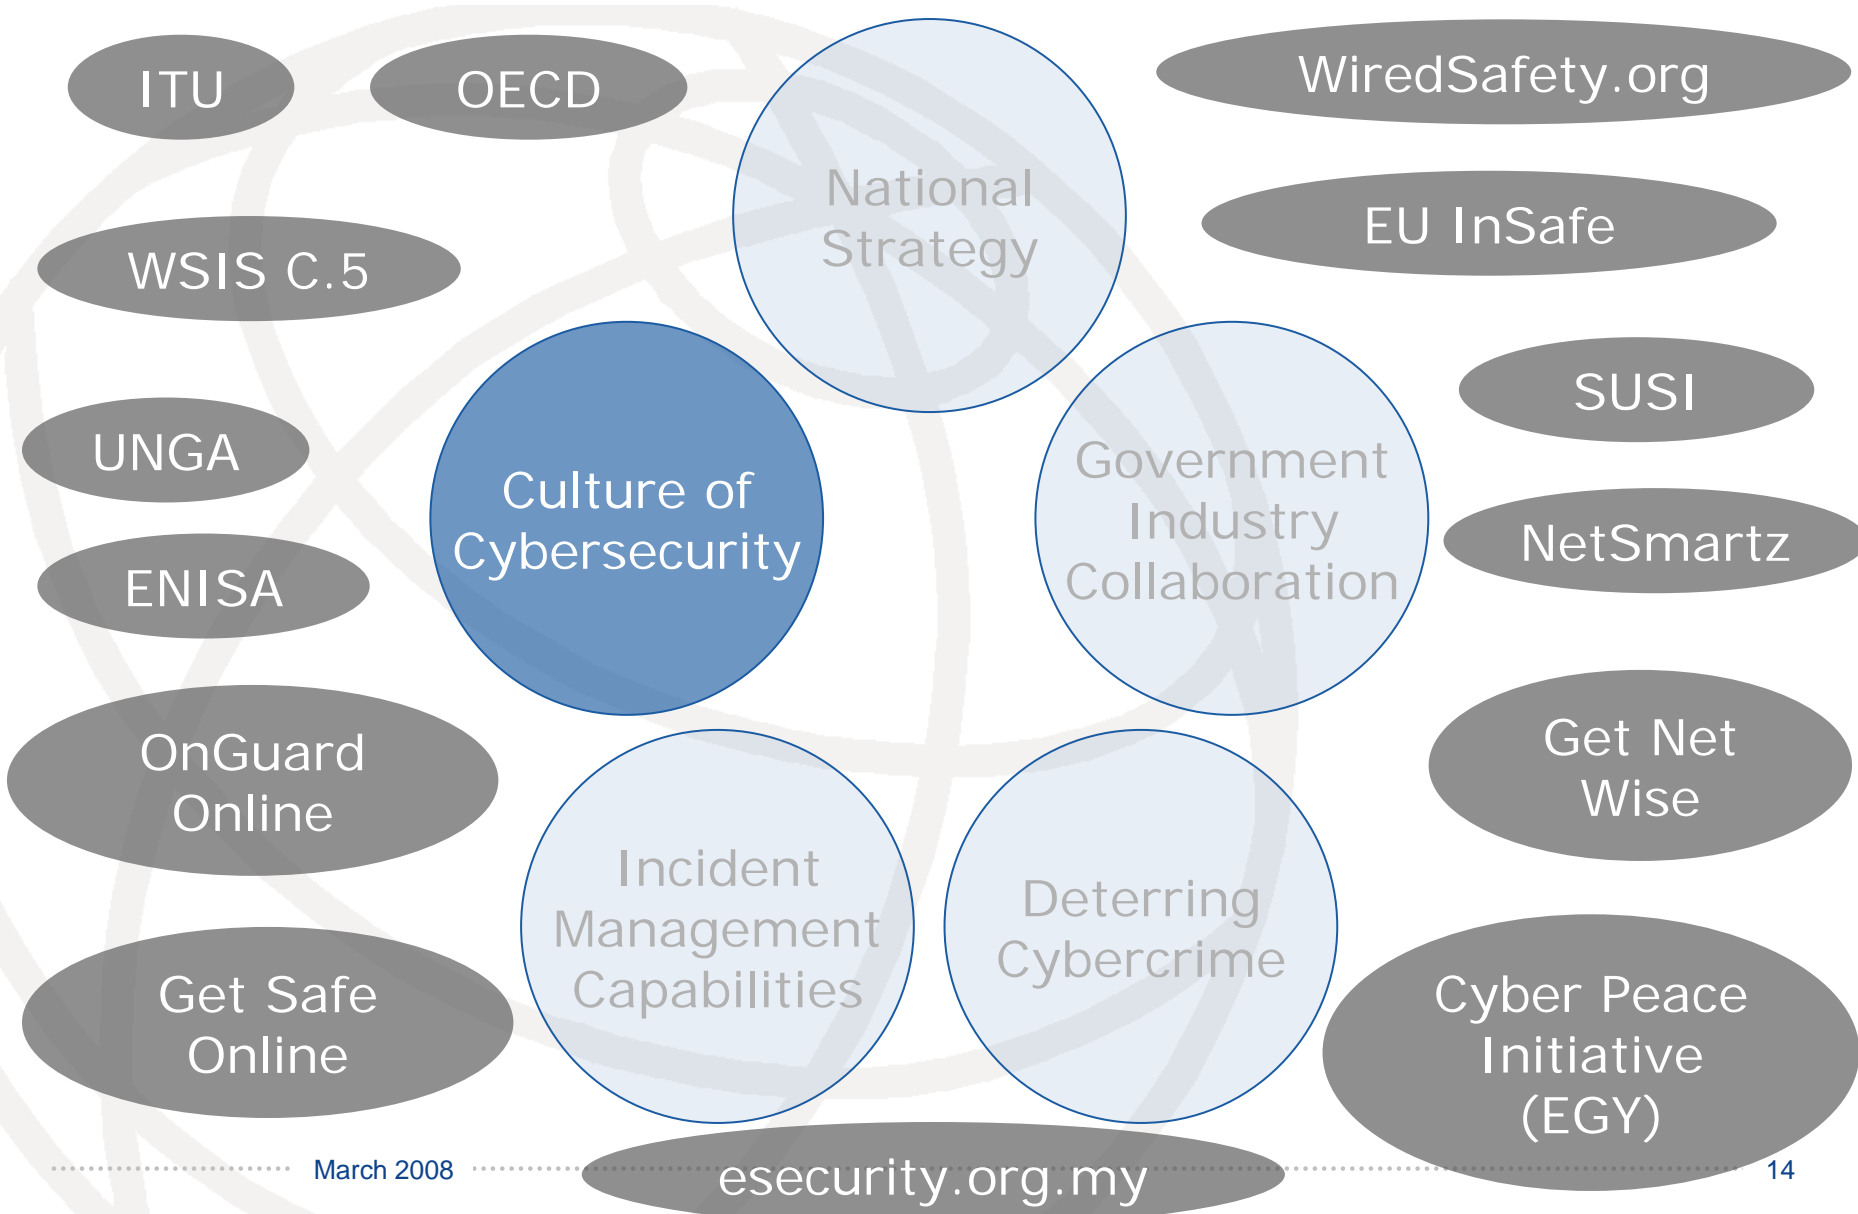 ITU
OECD
WiredSafety.org
National
Strategy
EU InSafe
WSIS C.5
SUSI
UNGA
Culture of
Cybersecurity
Government
Industry
Collaboration
NetSmartz
ENISA
OnGuard
Online
Get Net
Wise
Incident
Management
Capabilities
Deterring
Cybercrime
Get Safe
Online
Cyber Peace
Initiative
(EGY)
March 2008
esecurity.org.my
14